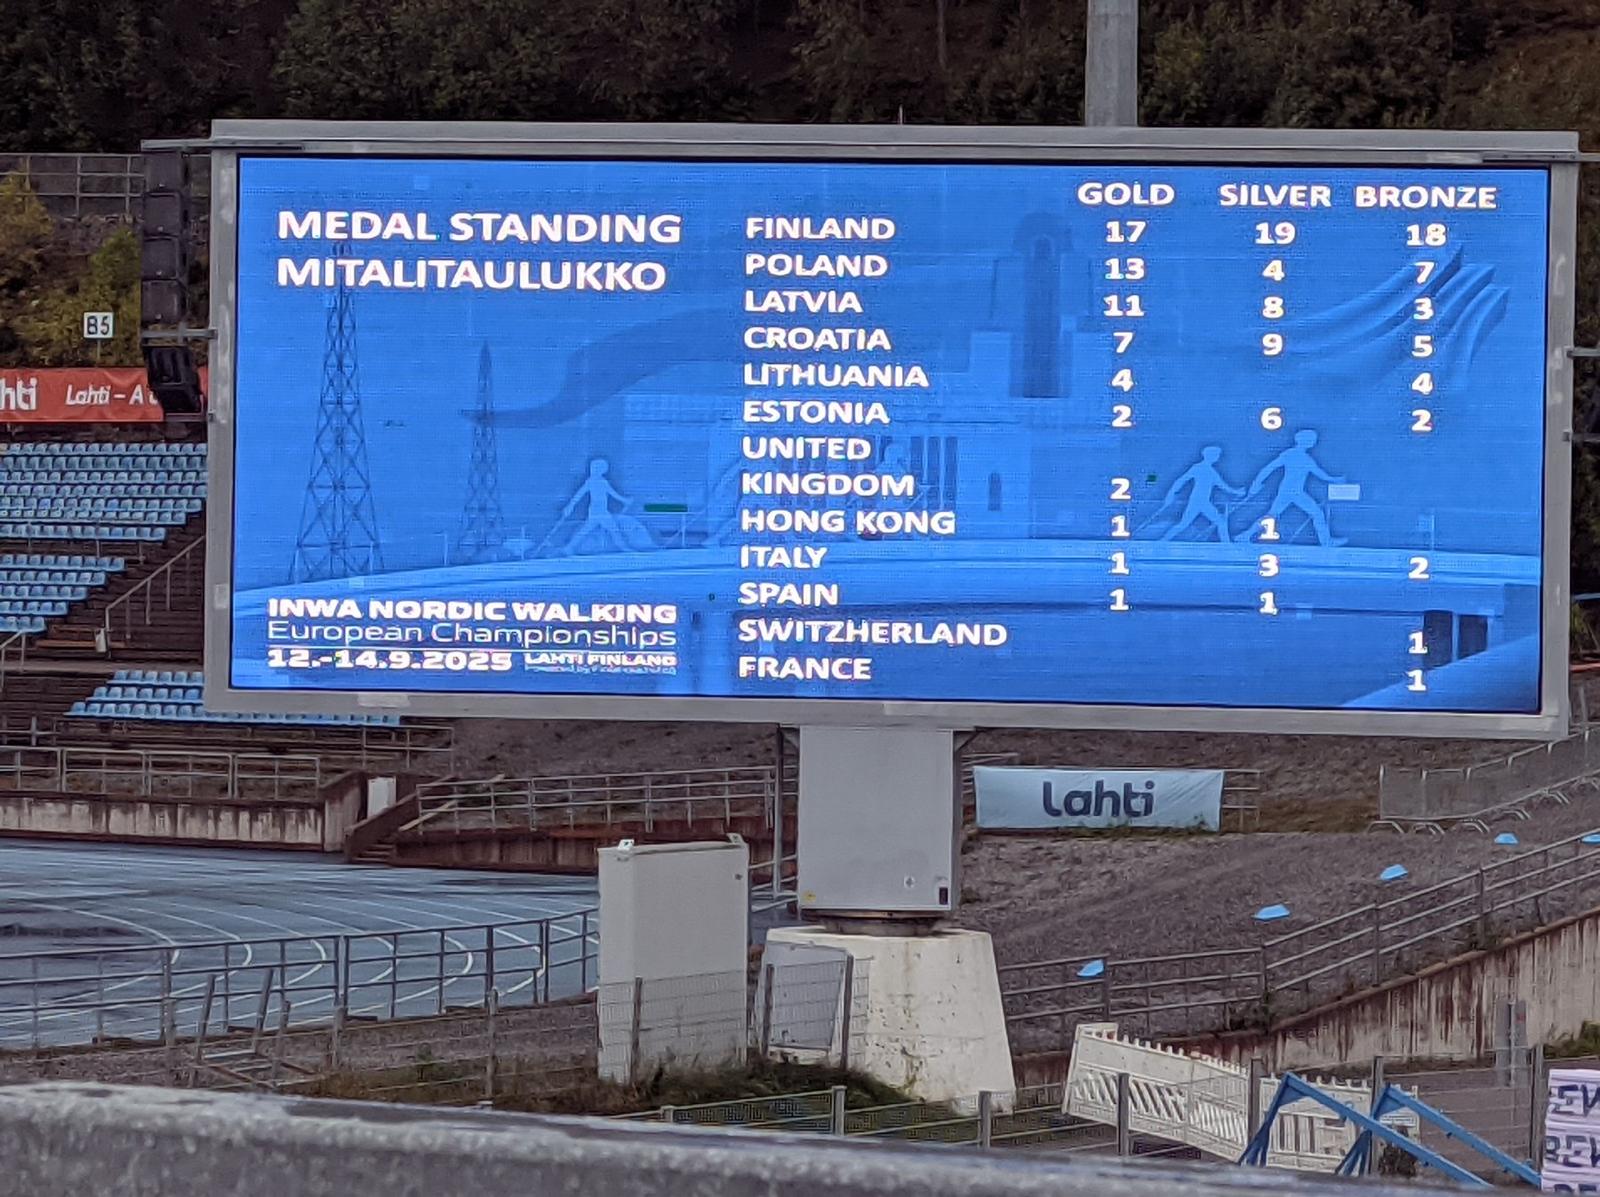 GOLD SILVER BRONZE
MEDAL STANDING
MITALITAULUKKO
FINLAND 17 19 18
POLAND 13 4 7
LATVIA 11 8 3
CROATIA 7 9 5
LITHUANIA 4 4
ESTONIA 2 6 2
UNITED
KINGDOM 2
HONG KONG 1 1
ITALY 1 3 2
SPAIN 1 1
SWITZHERLAND 1
FRANCE 1
INWA NORDIC WALKING
European Championships
12.-14.9.2025 LAHTI FINLAND
B5
hti Lahti – A
Lahti